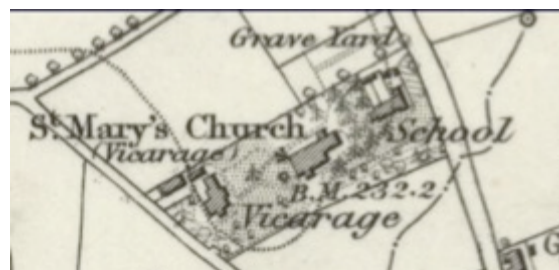 Grave Yard
St. Mary's Church
(Vicarage)
School
B.M. 232.2
Vicarage
G